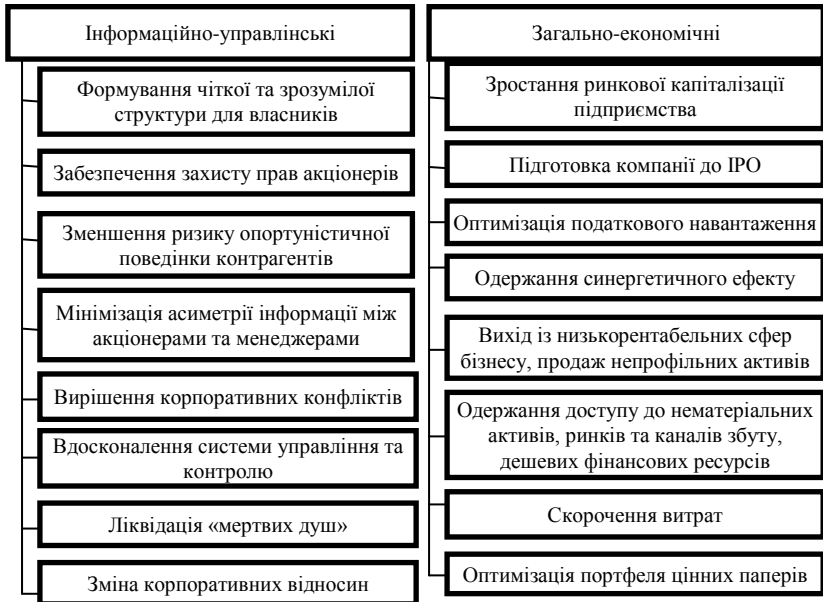 Інформаційно-управлінські
Формування чіткої та зрозумілої
структури для власників
Забезпечення захисту прав акціонерів
Зменшення ризику опортуністичної
поведінки контрагентів
Мінімізація асиметрії інформації між
акціонерами та менеджерами
Вирішення корпоративних конфліктів
Вдосконалення системи управління та
контролю
Ліквідація «мертвих душ»
Зміна корпоративних відносин
Загально-економічні
Зростання ринкової капіталізації
підприємства
Підготовка компанії до IPO
Оптимізація податкового навантаження
Одержання синергетичного ефекту
Вихід із низькорентабельних сфер
бізнесу, продаж непрофільних активів
Одержання доступу до нематеріальних
активів, ринків та каналів збуту,
дешевих фінансових ресурсів
Скорочення витрат
Оптимізація портфеля цінних паперів